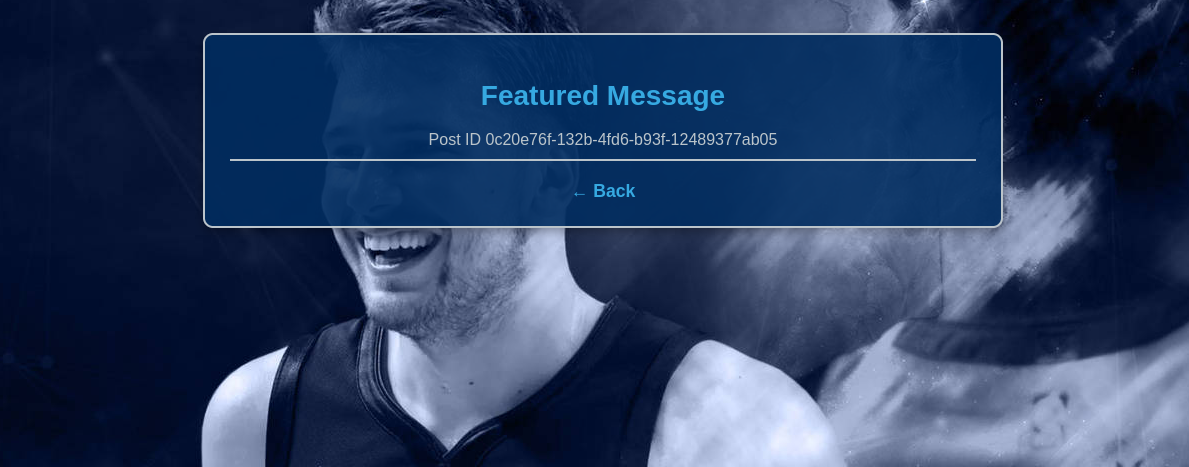 Featured Message
Post ID 0c20e76f-132b-4fd6-b93f-12489377ab05
← Back